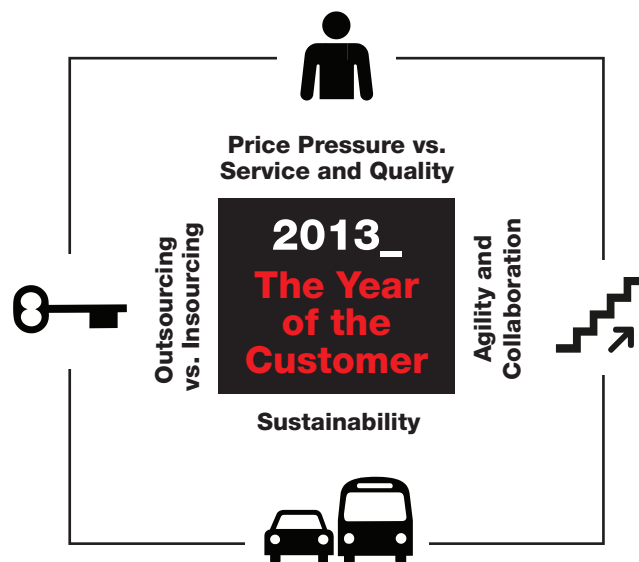 Price Pressure vs.
Service and Quality
Outsourcing
vs. Insourcing
2013_
The Year
of the
Customer
Agility and
Collaboration
Sustainability